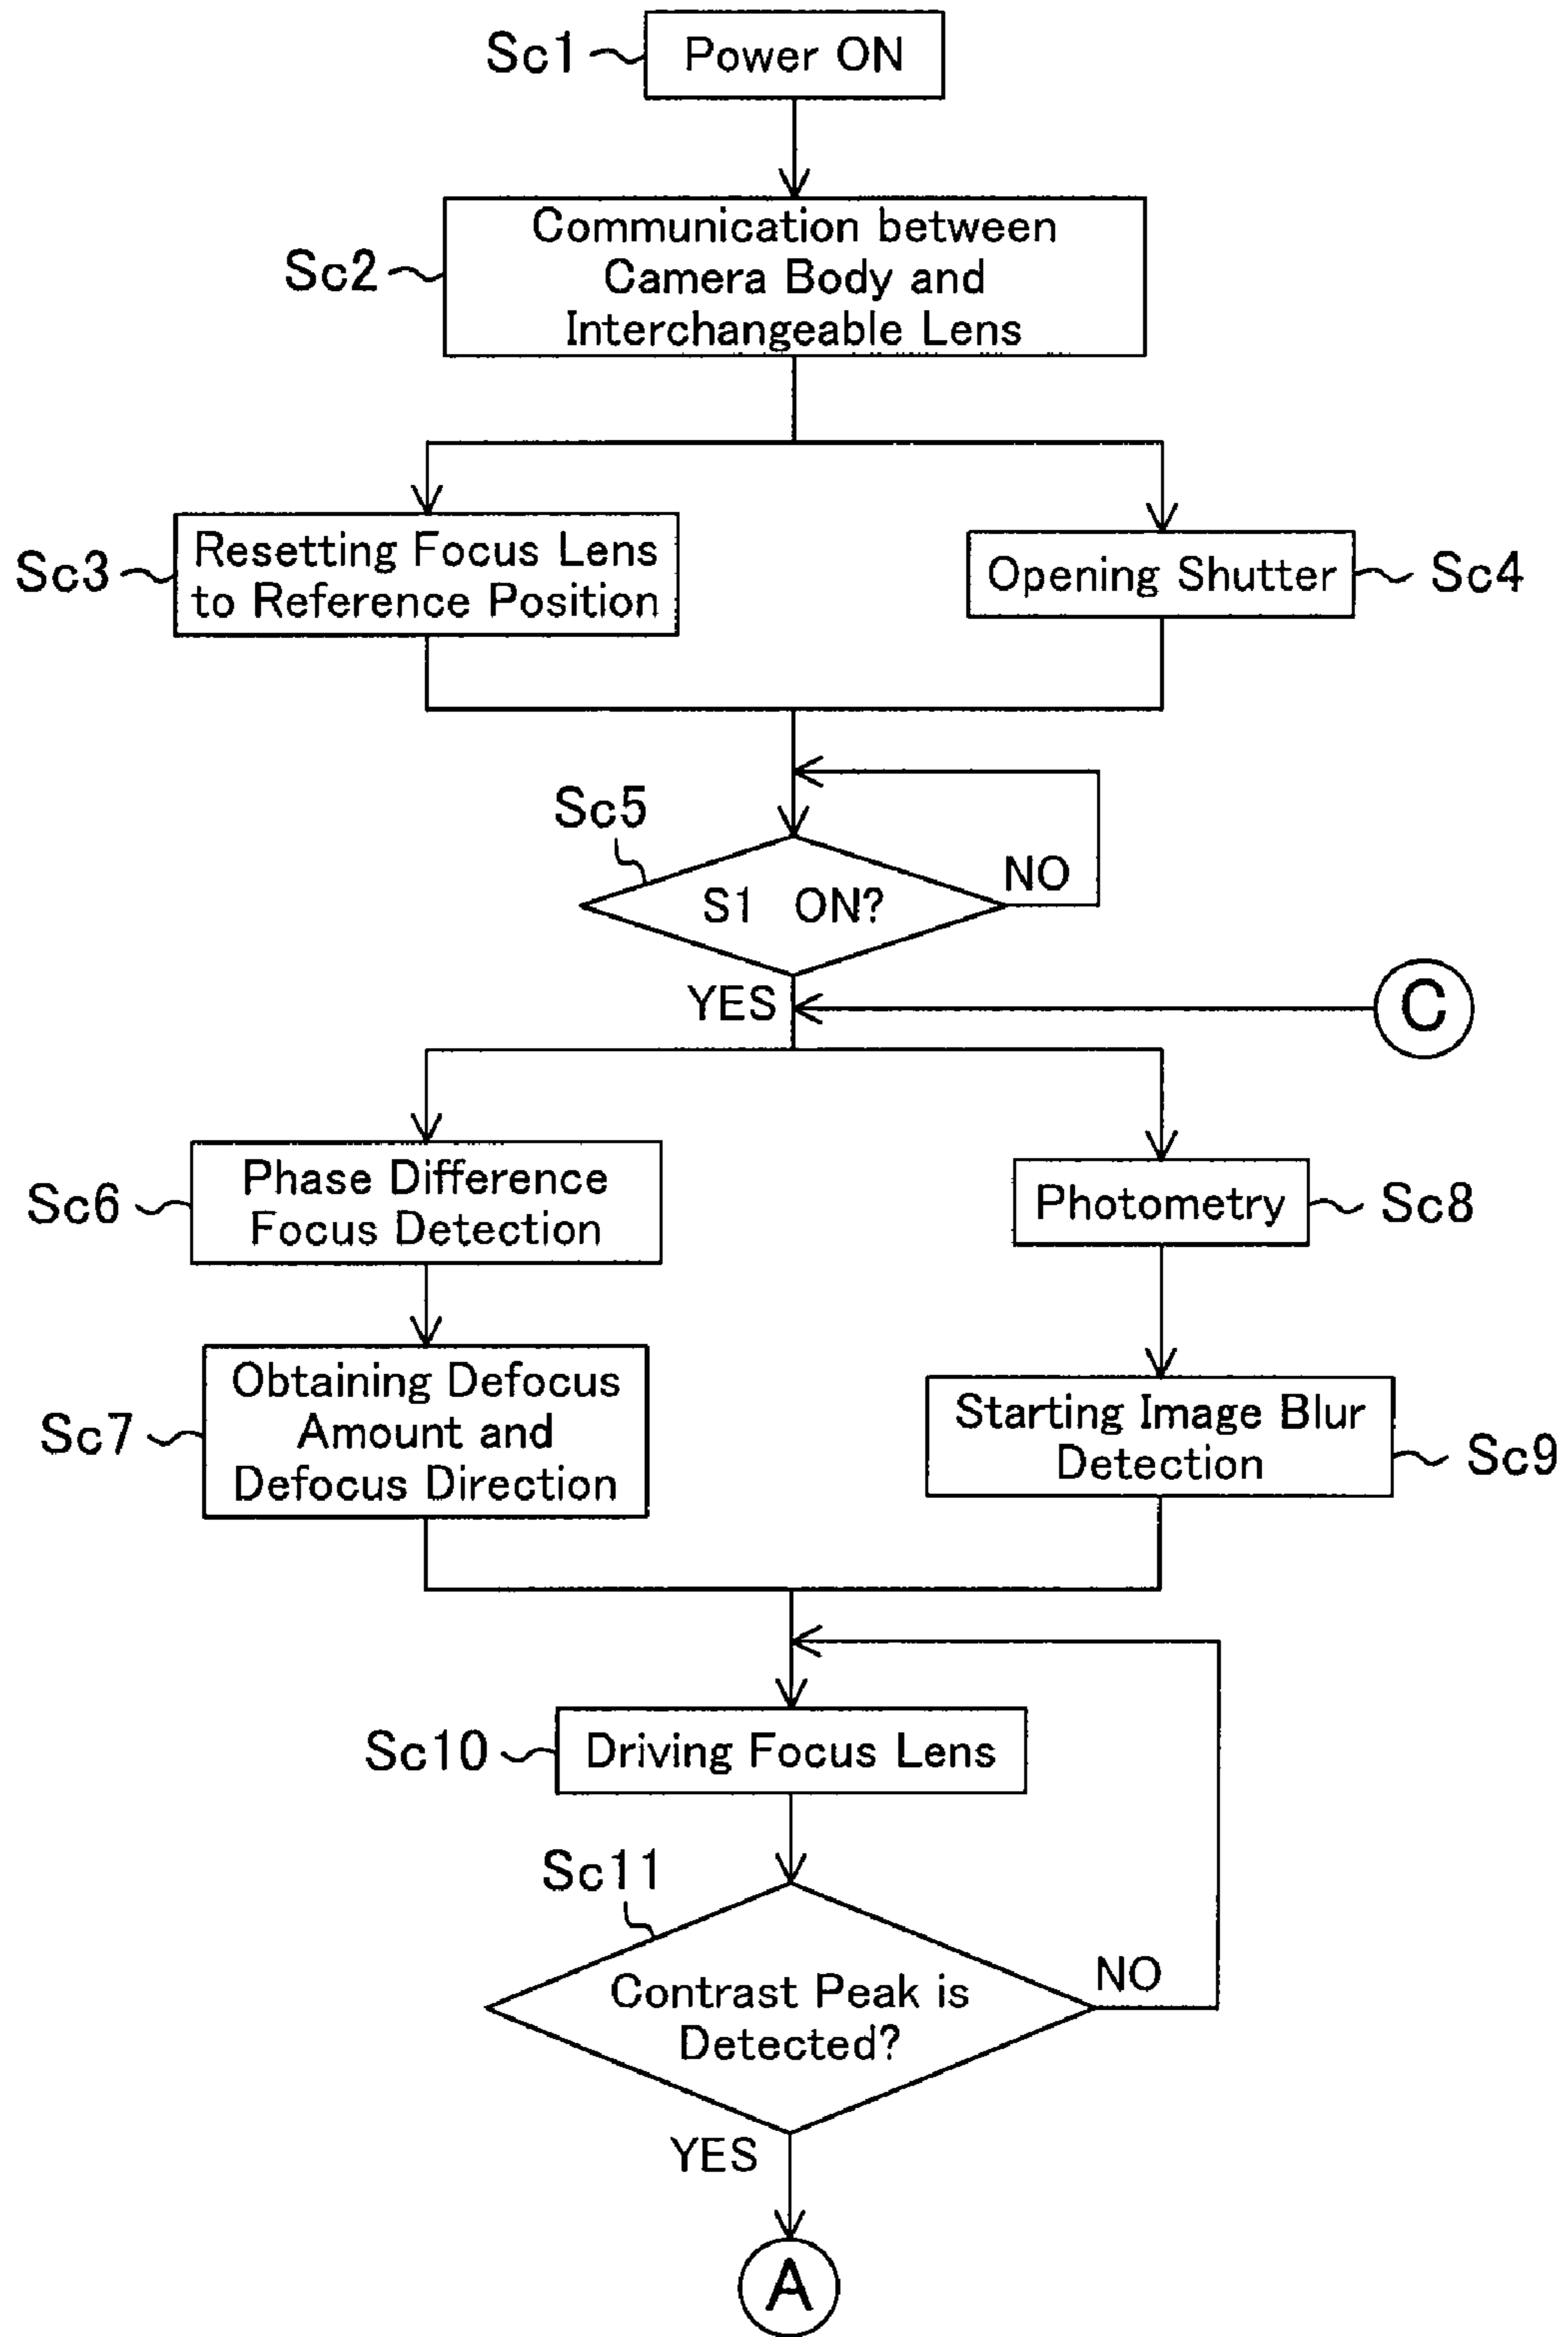 Sc1
Power ON
Sc2
Communication between
Camera Body and
Interchangeable Lens
Sc3
Resetting Focus Lens
to Reference Position
Opening Shutter
Sc4
Sc5
S1 ON?
NO
YES
C
Sc6
Phase Difference
Focus Detection
Photometry
Sc8
Sc7
Obtaining Defocus
Amount and
Defocus Direction
Starting Image Blur
Detection
Sc9
Sc10
Driving Focus Lens
Sc11
Contrast Peak is
Detected?
NO
YES
A